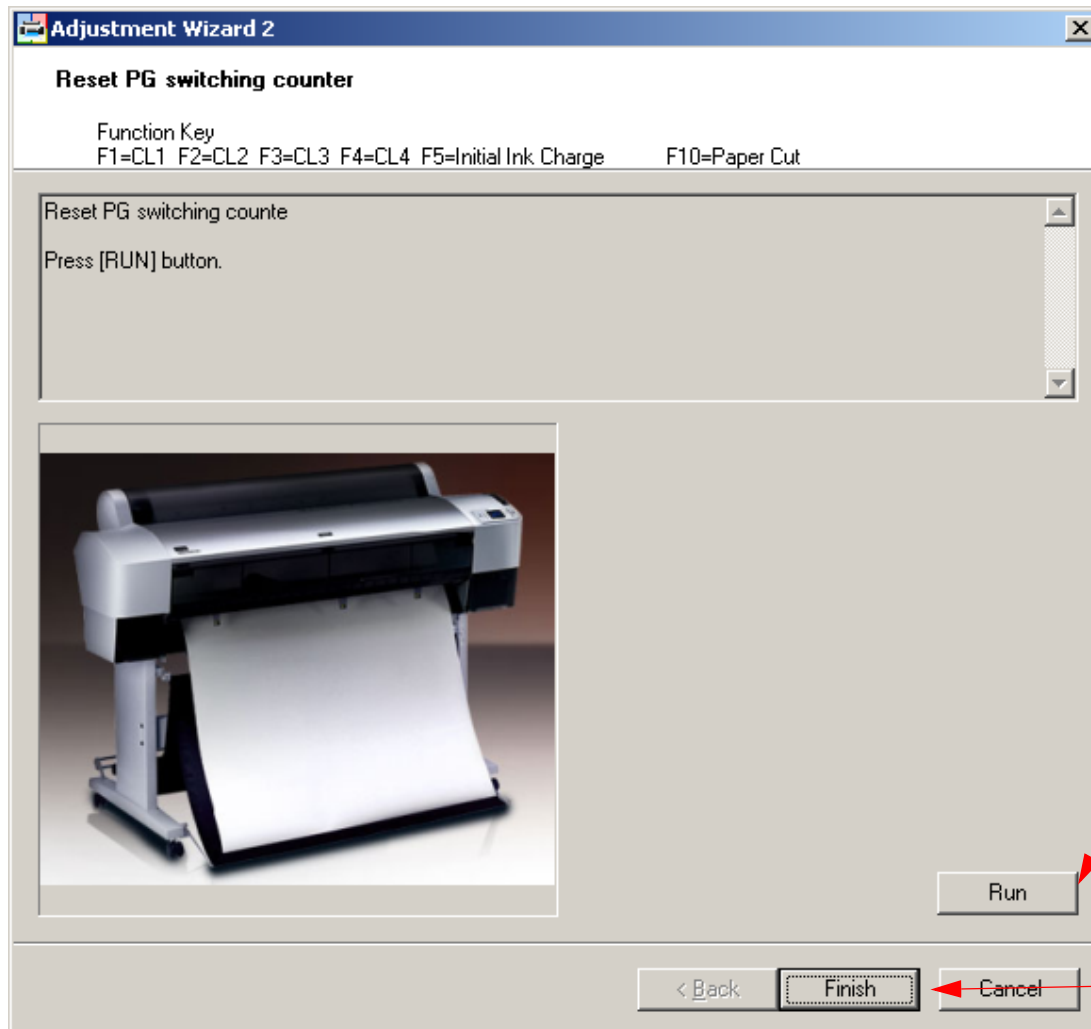 Adjustment Wizard 2
Reset PG switching counter
Function Key
F1=CL1 F2=CL2 F3=CL3 F4=CL4 F5=Initial Ink Charge F10=Paper Cut
Reset PG switching counte
Press [RUN] button.
Run
< Back Finish Cancel